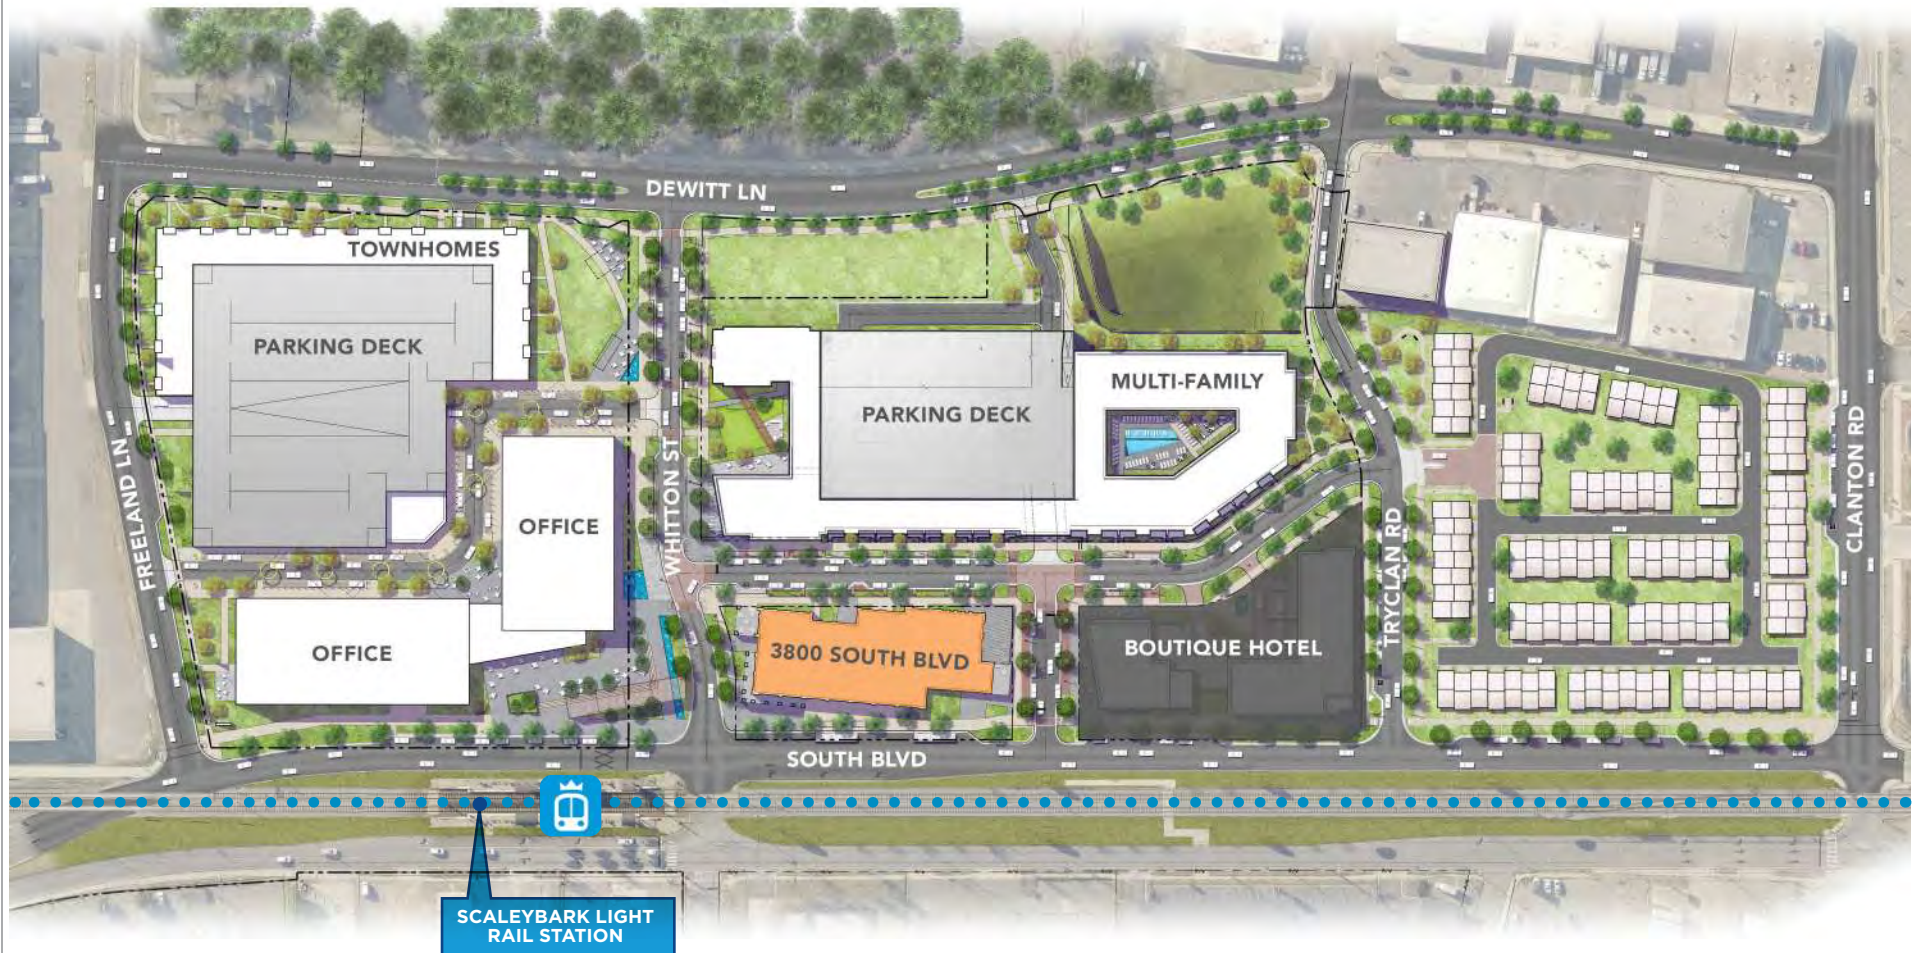 DEWITT LN
TOWNHOMES
PARKING DECK
MULTI-FAMILY
PARKING DECK
FREELAND LN
WHITTON ST
OFFICE
TRYCLAN RD
CLANTON RD
OFFICE
3800 SOUTH BLVD
BOUTIQUE HOTEL
SOUTH BLVD
SCALEYBARK LIGHT
RAIL STATION